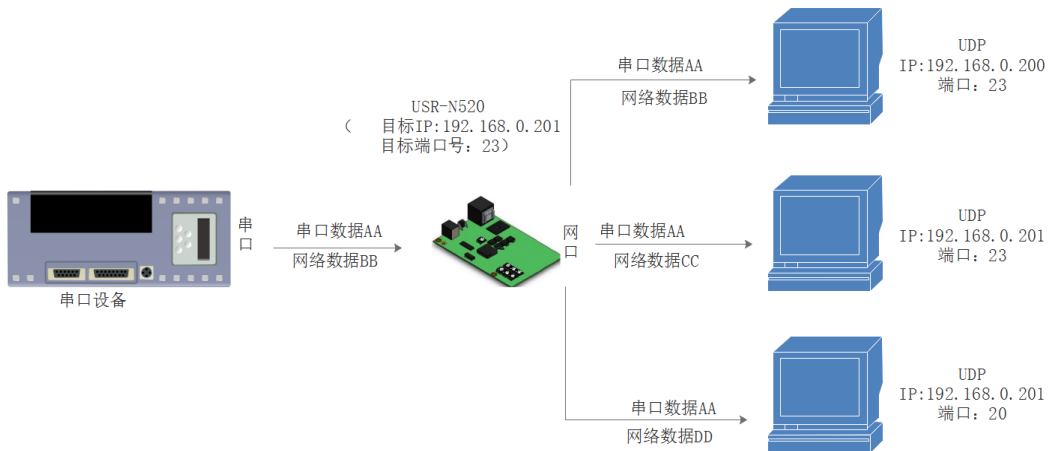 串口数据AA
网络数据BB
UDP
IP:192.168.0.200
端口：23
USR-N520
（ 目标IP:192.168.0.201
目标端口号：23）
串口
串口数据AA
网络数据BB
网口
串口数据AA
网络数据CC
UDP
IP:192.168.0.201
端口：23
串口设备
串口数据AA
网络数据DD
UDP
IP:192.168.0.201
端口：20